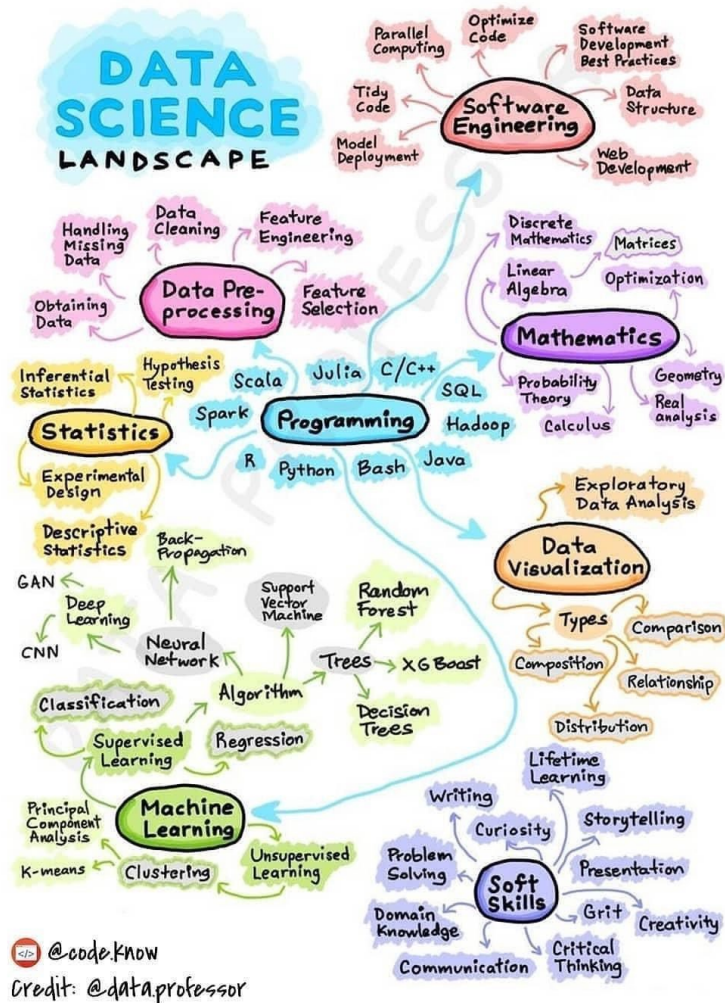 DATA
SCIENCE
LANDSCAPE
Parallel
Computing
Optimize
Code
Software
Development
Best Practices
Tidy
Code
Software
Engineering
Data
Structure
Model
Deployment
Web
Development
Handling
Missing
Data
Data
Cleaning
Feature
Engineering
Obtaining
Data
Data Pre-
processing
Feature
Selection
Discrete
Mathematics
Matrices
Linear
Algebra
Optimization
Mathematics
Probability
Theory
Calculus
Geometry
Real
analysis
Inferential
Statistics
Hypothesis
Testing
Statistics
Experimental
Design
Descriptive
Statistics
Scala
Julia
C/C++
SQL
Spark
Programming
Hadoop
R
Python
Bash
Java
Exploratory
Data Analysis
Data
Visualization
Types
Comparison
Composition
Relationship
Distribution
Back-
Propagation
GAN
Deep
Learning
CNN
Neural
Network
Support
Vector
Machine
Random
Forest
Trees
XG Boost
Algorithm
Decision
Trees
Classification
Supervised
Learning
Regression
Machine
Learning
Principal
Component
Analysis
K-means
Clustering
Unsupervised
Learning
Lifetime
Learning
Writing
Curiosity
Storytelling
Problem
Solving
Soft
Skills
Presentation
Domain
Knowledge
Grit
Creativity
Communication
Critical
Thinking
</> @code.know
Credit: @data.professor
DATA PROFESSOR